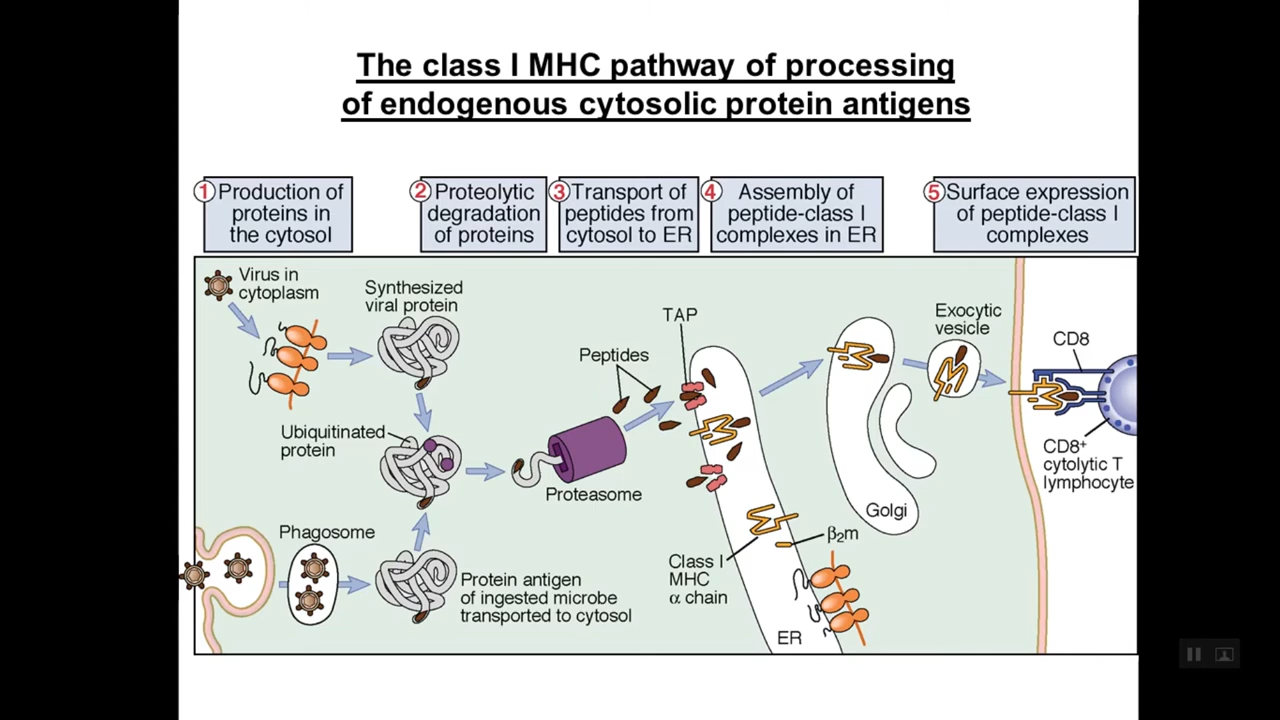 The class I MHC pathway of processing
of endogenous cytosolic protein antigens
1 Production of
proteins in
the cytosol
2 Proteolytic
degradation
of proteins
3 Transport of
peptides from
cytosol to ER
4 Assembly of
peptide-class I
complexes in ER
5 Surface expression
of peptide-class I
complexes
Virus in
cytoplasm
Synthesized
viral protein
TAP
Exocytic
vesicle
Peptides
CD8
Ubiquitinated
protein
Proteasome
CD8⁺
cytolytic T
lymphocyte
Golgi
Phagosome
β₂m
Class I
MHC
α chain
Protein antigen
of ingested microbe
transported to cytosol
ER